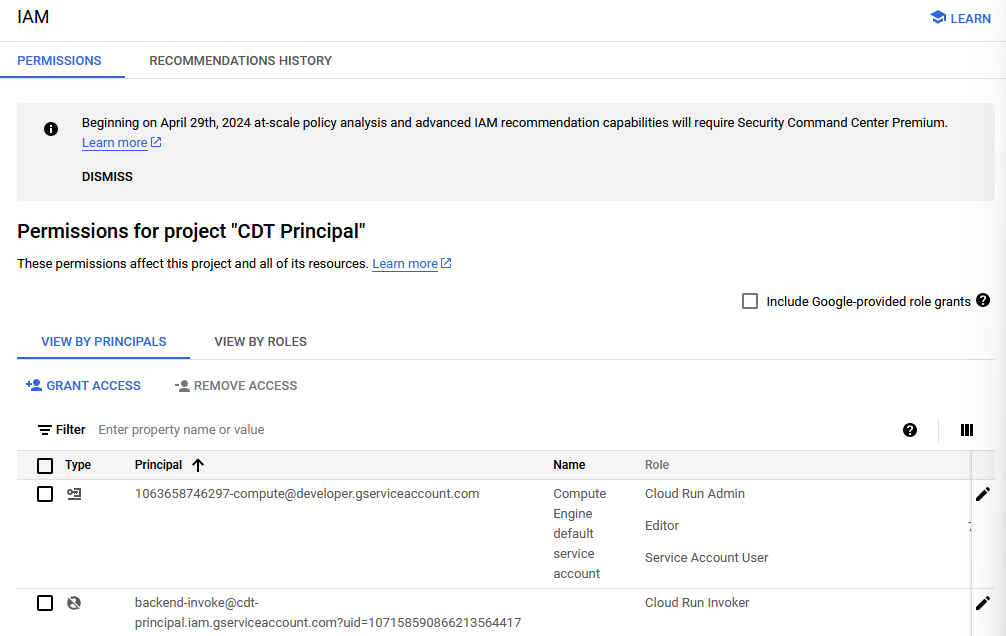 IAM
LEARN
PERMISSIONS
RECOMMENDATIONS HISTORY
Beginning on April 29th, 2024 at-scale policy analysis and advanced IAM recommendation capabilities will require Security Command Center Premium.
Learn more
DISMISS
Permissions for project "CDT Principal"
These permissions affect this project and all of its resources. Learn more
Include Google-provided role grants
VIEW BY PRINCIPALS
VIEW BY ROLES
GRANT ACCESS
REMOVE ACCESS
Filter Enter property name or value
Type Principal Name Role
1063658746297-compute@developer.gserviceaccount.com
Compute
Engine
default
service
account
Cloud Run Admin
Editor
Service Account User
backend-invoke@cdt-
principal.iam.gserviceaccount.com?uid=107158590866213564417
Cloud Run Invoker